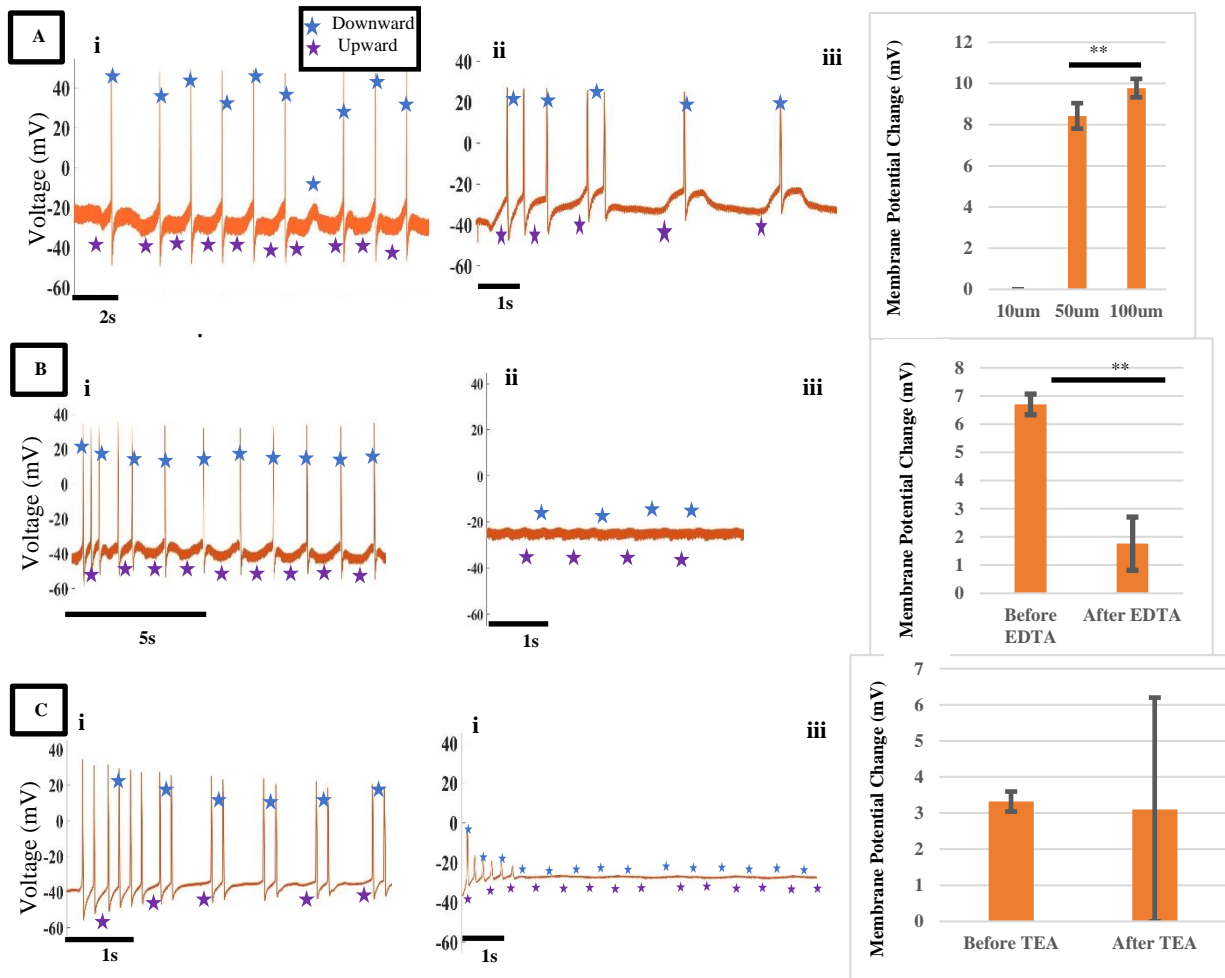 A
i
Downward
Upward
ii
iii
Voltage (mV)
40
20
0
-20
-40
-60
2s
40
20
0
-20
-40
-60
1s
Membrane Potential Change (mV)
12
10
8
6
4
2
0
**
10um 50um 100um
.
B
i
ii
iii
Voltage (mV)
40
20
0
-20
-40
-60
5s
40
20
0
-20
-40
-60
1s
Membrane Potential Change (mV)
8
7
6
5
4
3
2
1
0
**
Before After EDTA
EDTA
C
i
i
iii
Voltage (mV)
40
20
0
-20
-40
-60
1s
40
20
0
-20
-40
-60
1s
Membrane Potential Change (mV)
7
6
5
4
3
2
1
0
Before TEA After TEA